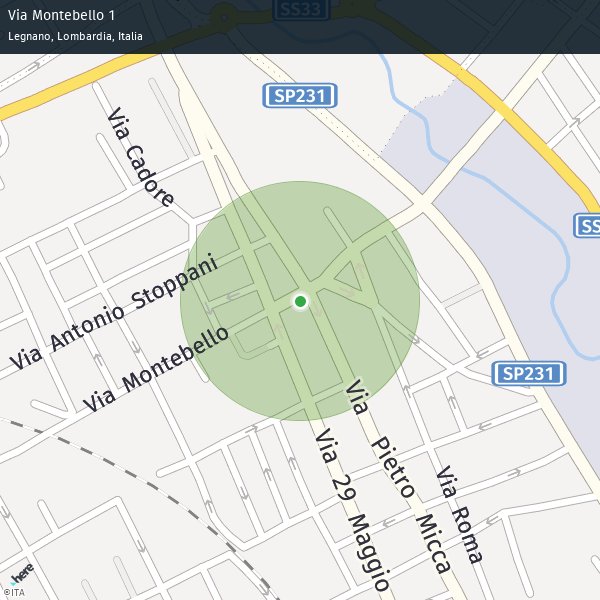 Via Montebello 1
Legnano, Lombardia, Italia
SS33
SP231
Via Cadore
SS
Via Antonio Stoppani
Via Montebello
SP231
Via Pietro Micca
Via 29 Maggio
Via Roma
here
©ITA